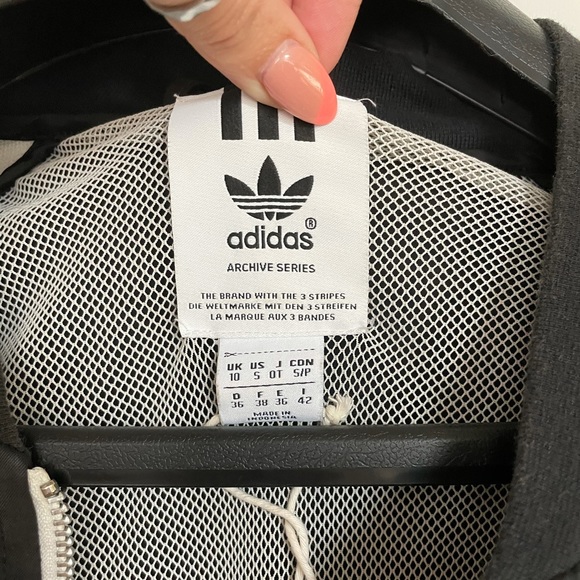 adidas®
ARCHIVE SERIES
THE BRAND WITH THE 3 STRIPES
DIE WELTMARKE MIT DEN 3 STREIFEN
LA MARQUE AUX 3 BANDES
UK US J CDN
10 S OT S/P
D F E I
36 38 36 42
MADE IN
INDONESIA